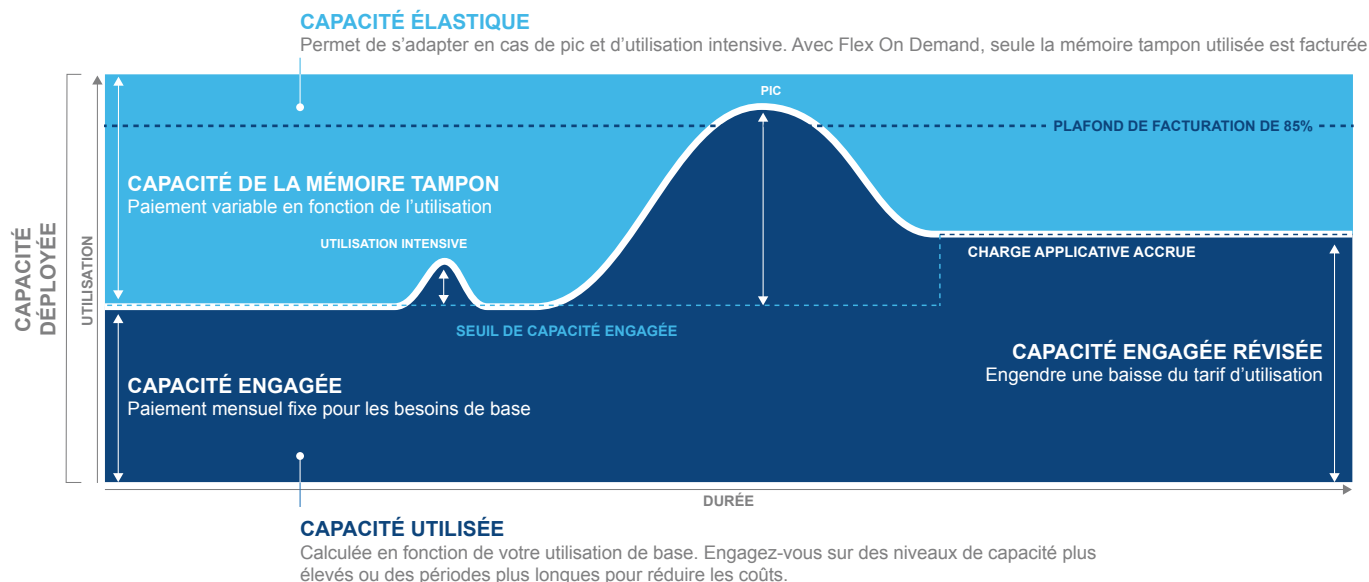 CAPACITÉ ÉLASTIQUE
Permet de s’adapter en cas de pic et d’utilisation intensive. Avec Flex On Demand, seule la mémoire tampon utilisée est facturée
PIC
PLAFOND DE FACTURATION DE 85%
CAPACITÉ DE LA MÉMOIRE TAMPON
Paiement variable en fonction de l’utilisation
UTILISATION INTENSIVE
CAPACITÉ
DÉPLOYÉE
UTILISATION
CHARGE APPLICATIVE ACCRUE
SEUIL DE CAPACITÉ ENGAGÉE
CAPACITÉ ENGAGÉE RÉVISÉE
Engendre une baisse du tarif d’utilisation
CAPACITÉ ENGAGÉE
Paiement mensuel fixe pour les besoins de base
DURÉE
CAPACITÉ UTILISÉE
Calculée en fonction de votre utilisation de base. Engagez-vous sur des niveaux de capacité plus
élevés ou des périodes plus longues pour réduire les coûts.